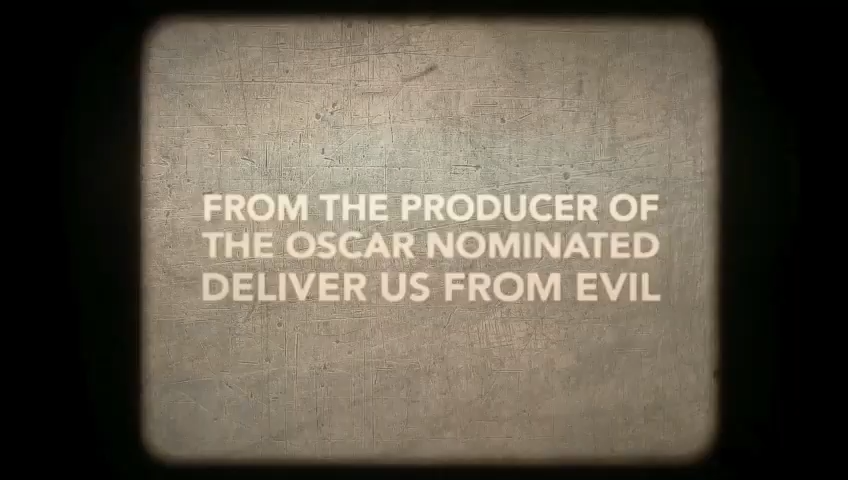 FROM THE PRODUCER OF
THE OSCAR NOMINATED
DELIVER US FROM EVIL